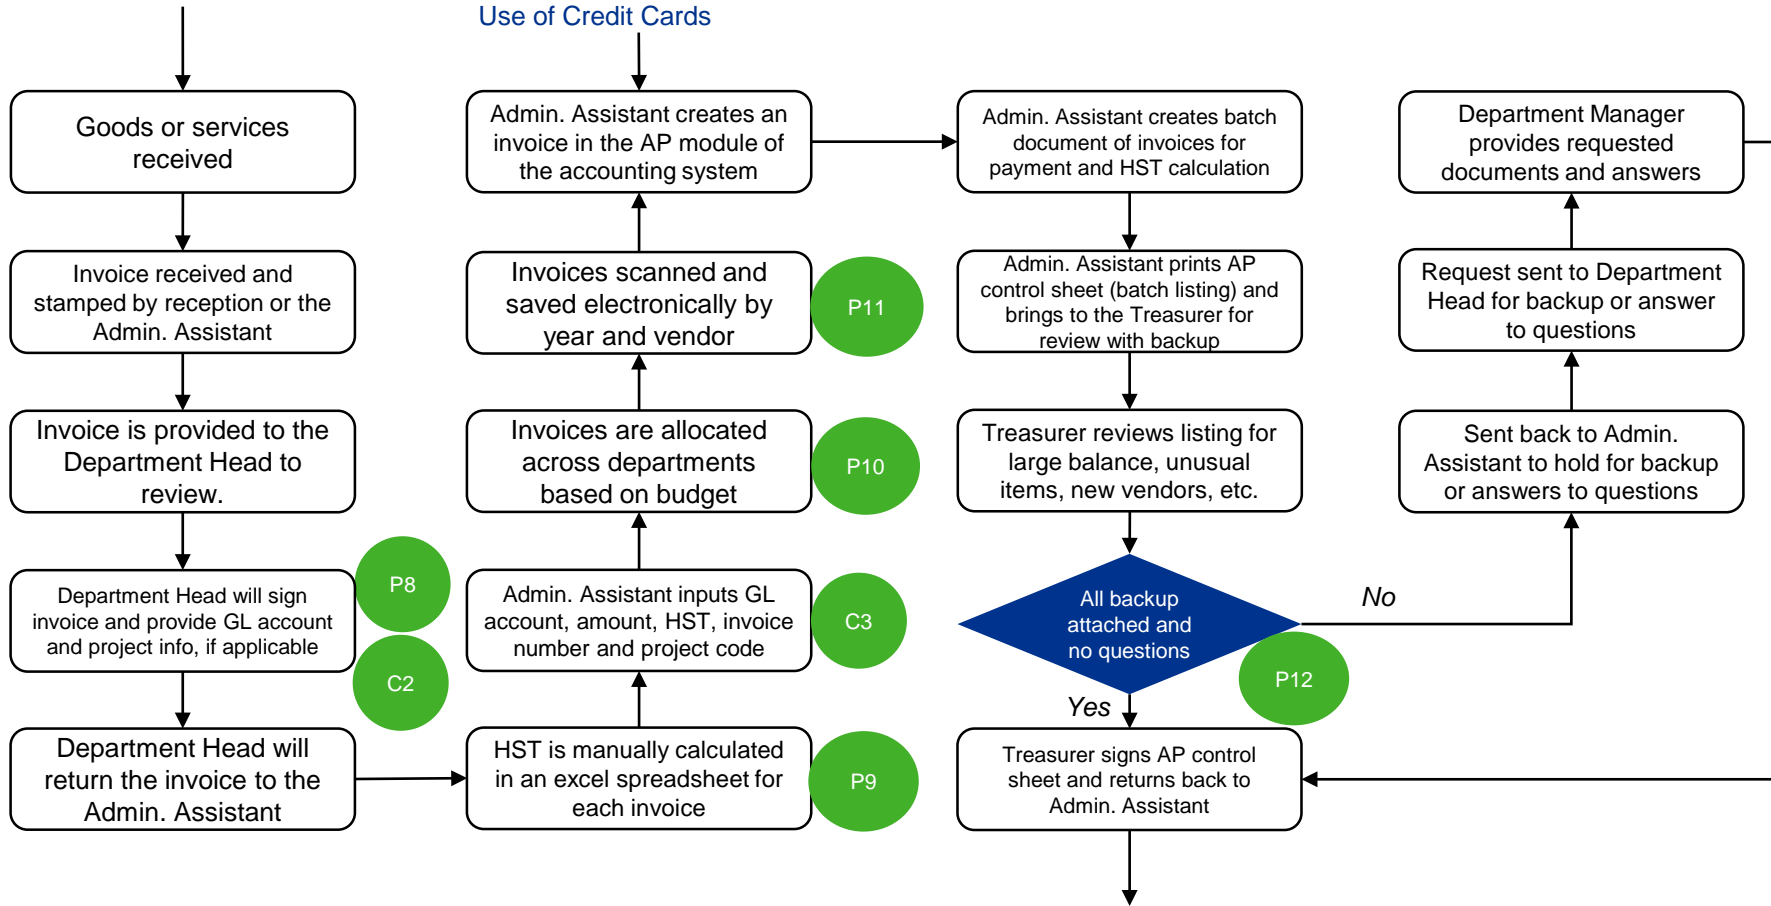 Use of Credit Cards
Goods or services
received
Invoice received and
stamped by reception or the
Admin. Assistant
Invoice is provided to the
Department Head to
review.
Department Head will sign
invoice and provide GL account
and project info, if applicable
P8
C2
Department Head will
return the invoice to the
Admin. Assistant
HST is manually calculated
in an excel spreadsheet for
each invoice
P9
Admin. Assistant inputs GL
account, amount, HST, invoice
number and project code
C3
Invoices are allocated
across departments
based on budget
P10
Invoices scanned and
saved electronically by
year and vendor
P11
Admin. Assistant creates an
invoice in the AP module of
the accounting system
Admin. Assistant creates batch
document of invoices for
payment and HST calculation
Admin. Assistant prints AP
control sheet (batch listing) and
brings to the Treasurer for
review with backup
Treasurer reviews listing for
large balance, unusual
items, new vendors, etc.
All backup
attached and
no questions
P12
No
Yes
Treasurer signs AP control
sheet and returns back to
Admin. Assistant
Sent back to Admin.
Assistant to hold for backup
or answers to questions
Request sent to Department
Head for backup or answer
to questions
Department Manager
provides requested
documents and answers